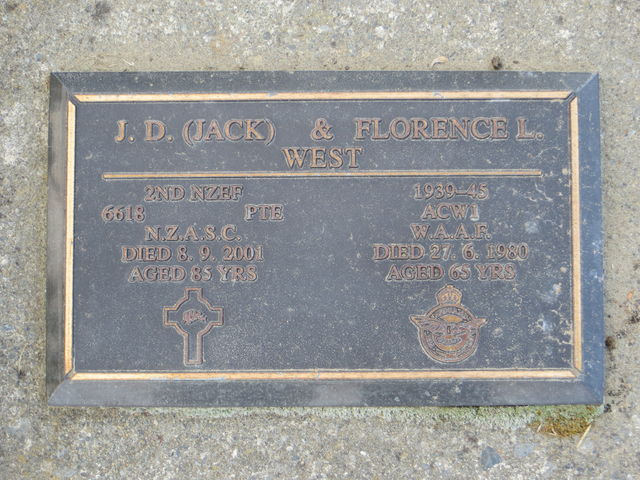 J. D. (JACK) & FLORENCE L.
WEST
2ND NZEF
6618 PTE
N.Z.A.S.C.
DIED 8. 9. 2001
AGED 85 YRS
1939–45
ACW1
W.A.A.F.
DIED 27. 6. 1980
AGED 65 YRS